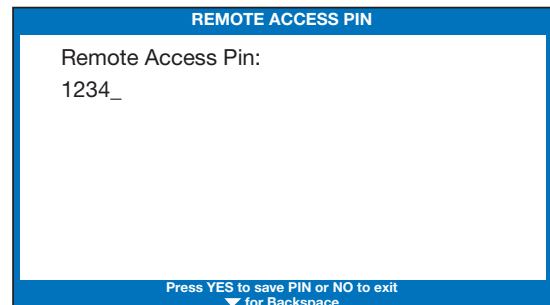 REMOTE ACCESS PIN
Remote Access Pin:
1234_
Press YES to save PIN or NO to exit
for Backspace